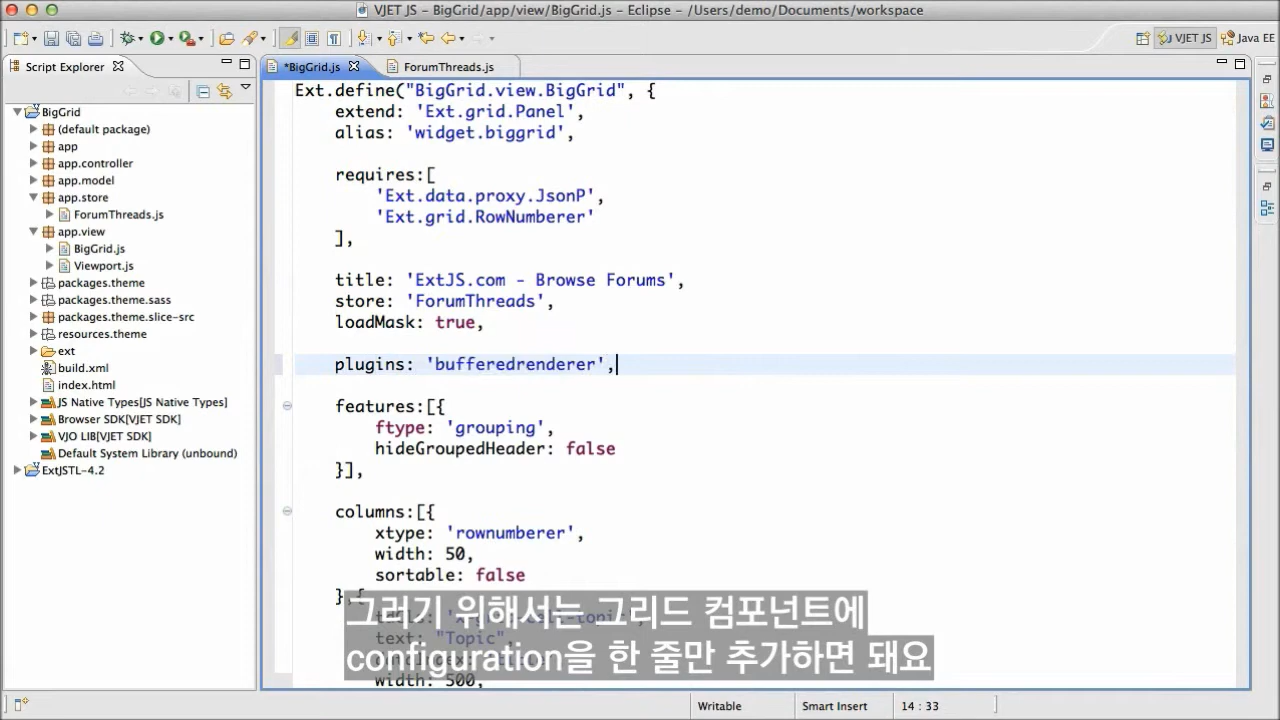 VJET JS - BigGrid/app/view/BigGrid.js - Eclipse - /Users/demo/Documents/workspace
VJET JS
Java EE
Script Explorer
*BigGrid.js
ForumThreads.js
BigGrid
(default package)
app
app.controller
app.model
app.store
ForumThreads.js
app.view
BigGrid.js
Viewport.js
packages.theme
packages.theme.sass
packages.theme.slice-src
resources.theme
ext
build.xml
index.html
JS Native Types[JS Native Types]
Browser SDK[VJET SDK]
VJO LIB[VJET SDK]
Default System Library (unbound)
ExtJSTL-4.2
Ext.define("BigGrid.view.BigGrid", {
extend: 'Ext.grid.Panel',
alias: 'widget.biggrid',
requires:[
'Ext.data.proxy.JsonP',
'Ext.grid.RowNumberer'
],
title: 'ExtJS.com - Browse Forums',
store: 'ForumThreads',
loadMask: true,
plugins: 'bufferedrenderer',
features:[{
ftype: 'grouping',
hideGroupedHeader: false
}],
columns:[{
xtype: 'rownumberer',
width: 50,
sortable: false
},{
text: "Topic",
width: 500,
그러기 위해서는 그리드 컴포넌트에
configuration을 한 줄만 추가하면 돼요
Writable
Smart Insert
14 : 33